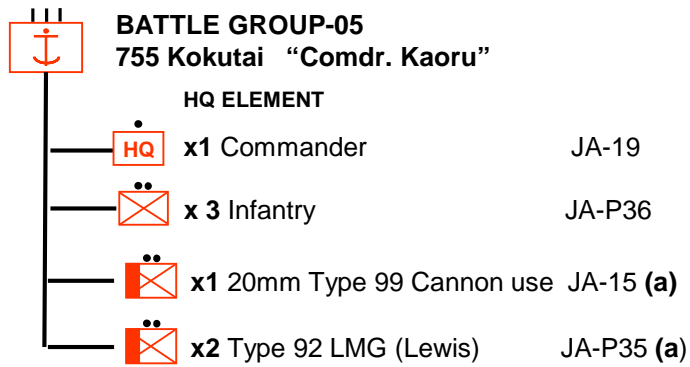 BATTLE GROUP-05
755 Kokutai "Comdr. Kaoru"
HQ ELEMENT
HQ x1 Commander JA-19
x 3 Infantry JA-P36
x1 20mm Type 99 Cannon use JA-15 (a)
x2 Type 92 LMG (Lewis) JA-P35 (a)